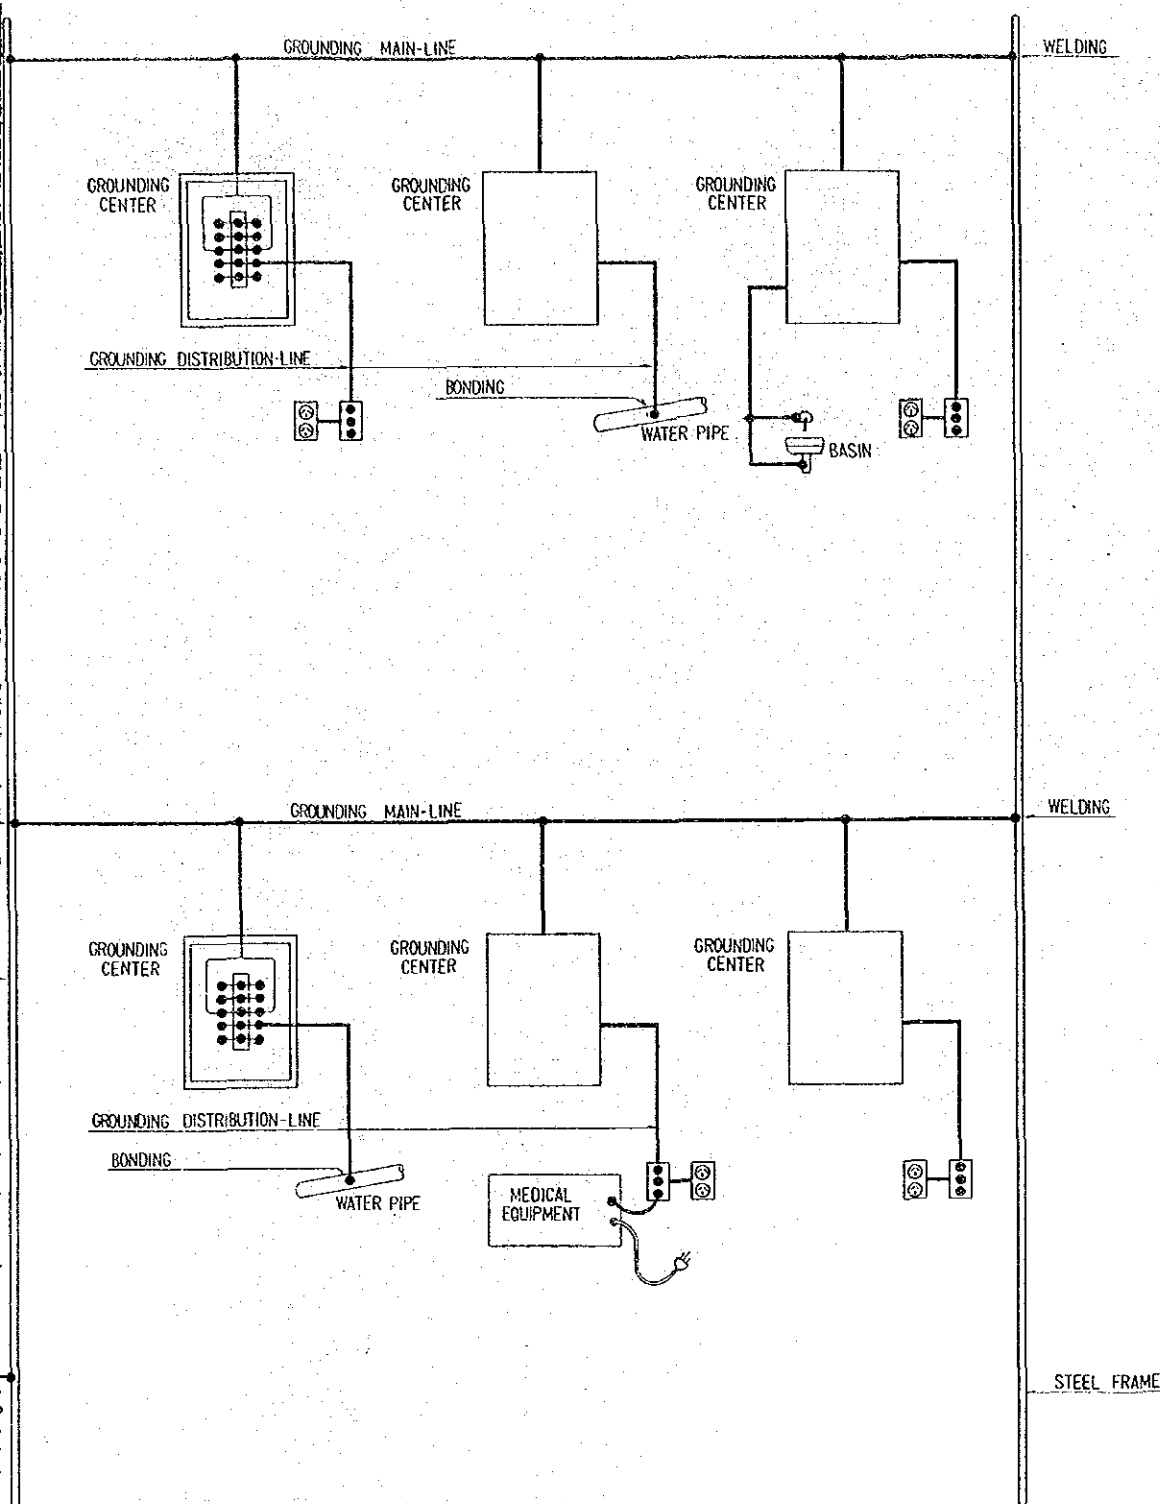 GROUNDING MAIN-LINE
WELDING
GROUNDING
CENTER
GROUNDING
CENTER
GROUNDING
CENTER
GROUNDING DISTRIBUTION-LINE
BONDING
WATER PIPE
BASIN
GROUNDING MAIN-LINE
WELDING
GROUNDING
CENTER
GROUNDING
CENTER
GROUNDING
CENTER
GROUNDING DISTRIBUTION-LINE
BONDING
WATER PIPE
MEDICAL
EQUIPMENT
STEEL FRAME